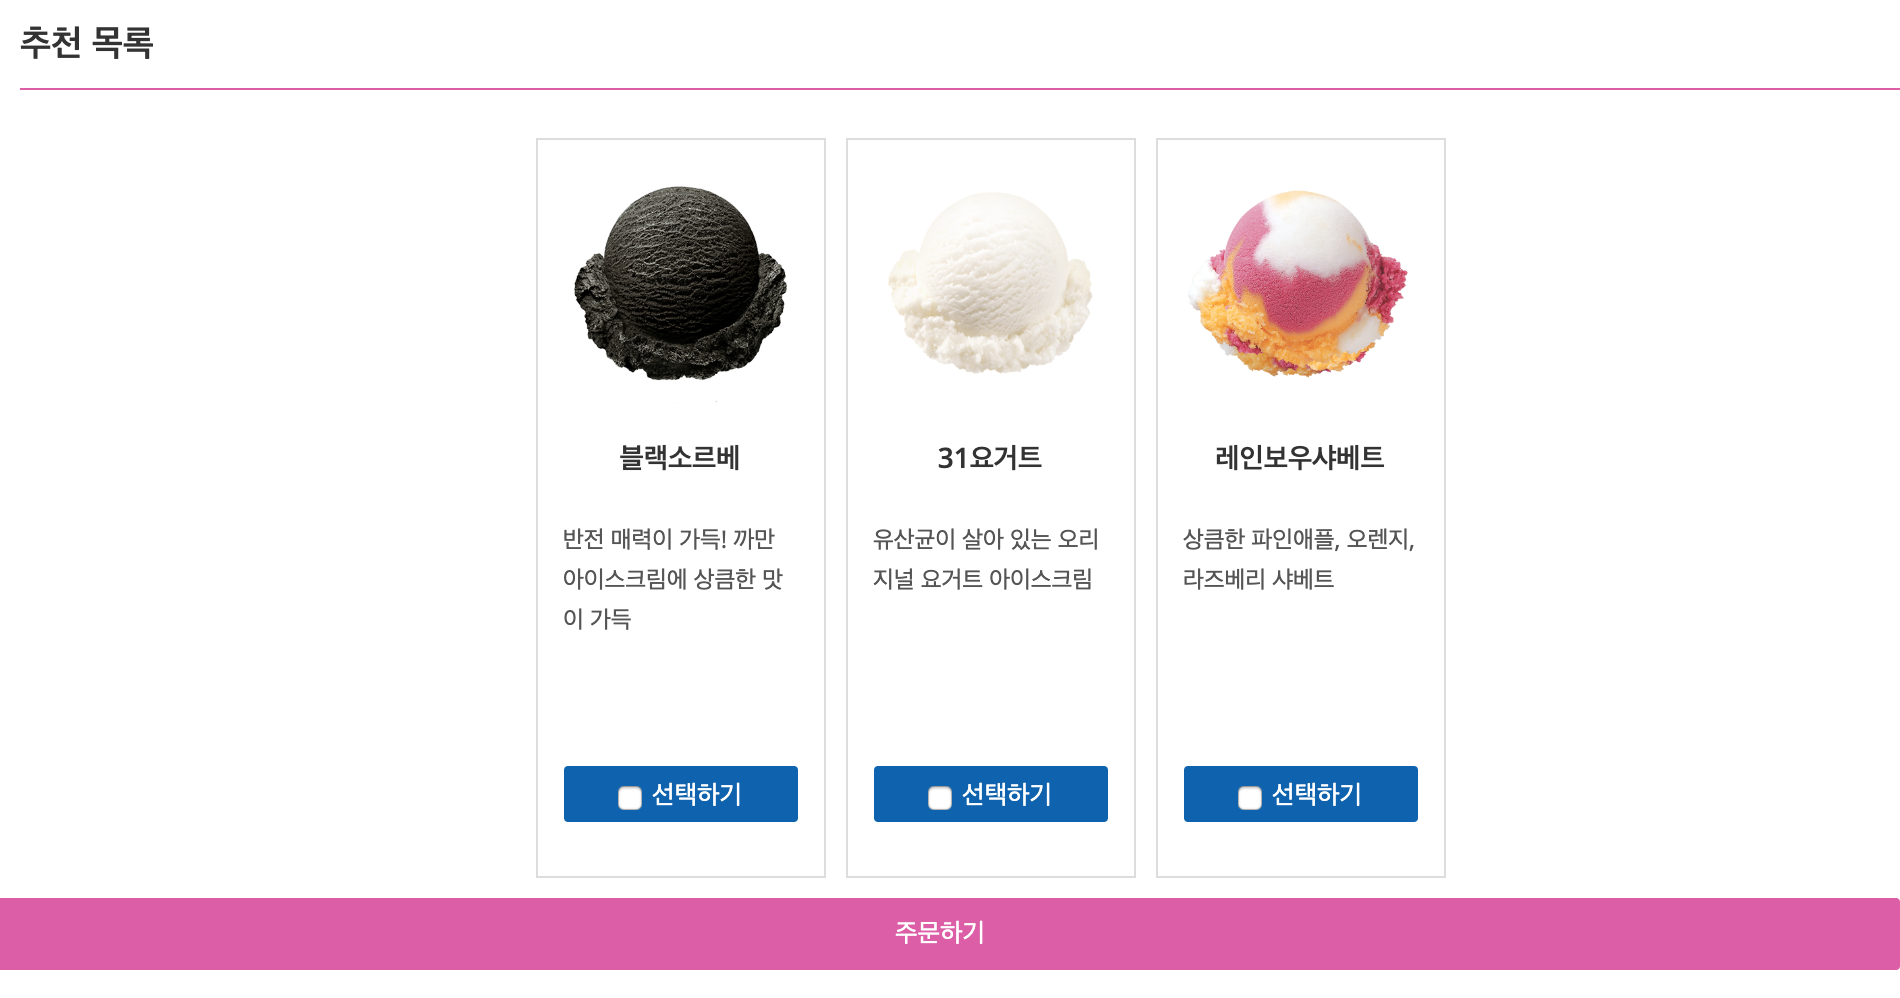 추천 목록
블랙소르베
반전 매력이 가득! 까만
아이스크림에 상큼한 맛
이 가득
선택하기
31요거트
유산균이 살아 있는 오리
지널 요거트 아이스크림
선택하기
레인보우샤베트
상큼한 파인애플, 오렌지,
라즈베리 샤베트
선택하기
주문하기